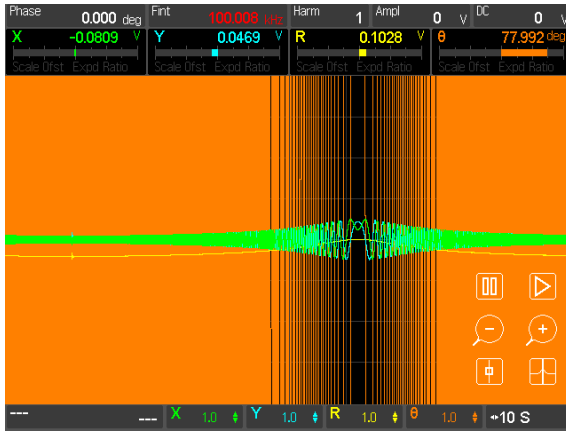 Phase 0.000 deg Fint 100.000 kHz Harm 1 Ampl 0 V DC 0 V
X -0.0809 V Y 0.0469 V R 0.1028 V θ 77.992 deg
Scale Ofst Expd Ratio Scale Ofst Expd Ratio Scale Ofst Expd Ratio Scale Ofst Expd Ratio
--- --- X 1.0 Y 1.0 R 1.0 θ 1.0 10 S